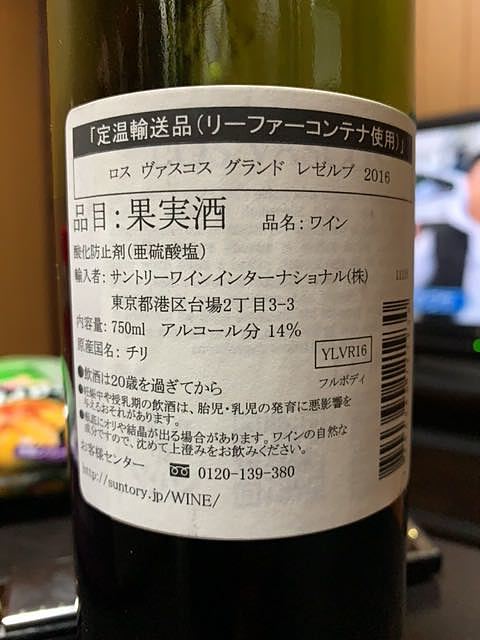 「定温輸送品(リーファーコンテナ使用)」
ロス ヴァスコス グランド レゼルブ 2016
品目:果実酒 品名:ワイン
酸化防止剤(亜硫酸塩)
輸入者:サントリーワインインターナショナル(株)
東京都港区台場2丁目3-3
内容量:750ml アルコール分 14%
原産国名:チリ
YLVR16
フルボディ
●飲酒は20歳を過ぎてから
●妊娠中や授乳期の飲酒は、胎児・乳児の発育に悪影響を
与えるおそれがあります。
●瓶底にオリや結晶が出る場合があります。ワインの自然な
成分ですので、沈めて上澄みをお飲みください。
お客様センター 0120-139-380
http://suntory.jp/WINE/